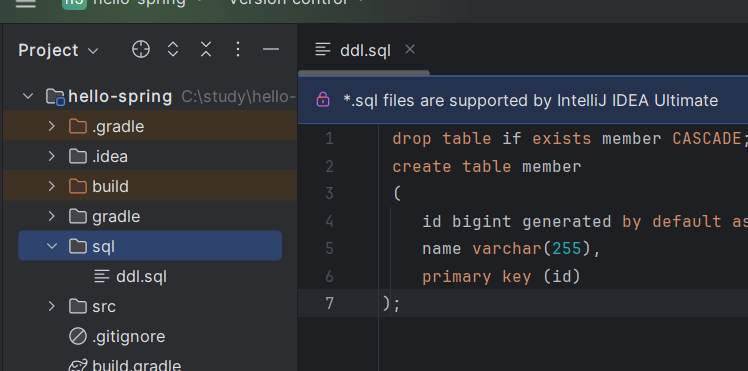 hello-spring
Version control
Project
ddl.sql
hello-spring C:\study\hello-
*.sql files are supported by IntelliJ IDEA Ultimate
.gradle
.idea
build
gradle
sql
ddl.sql
src
.gitignore
build.gradle
1 drop table if exists member CASCADE;
2 create table member
3 (
4 id bigint generated by default as
5 name varchar(255),
6 primary key (id)
7 );